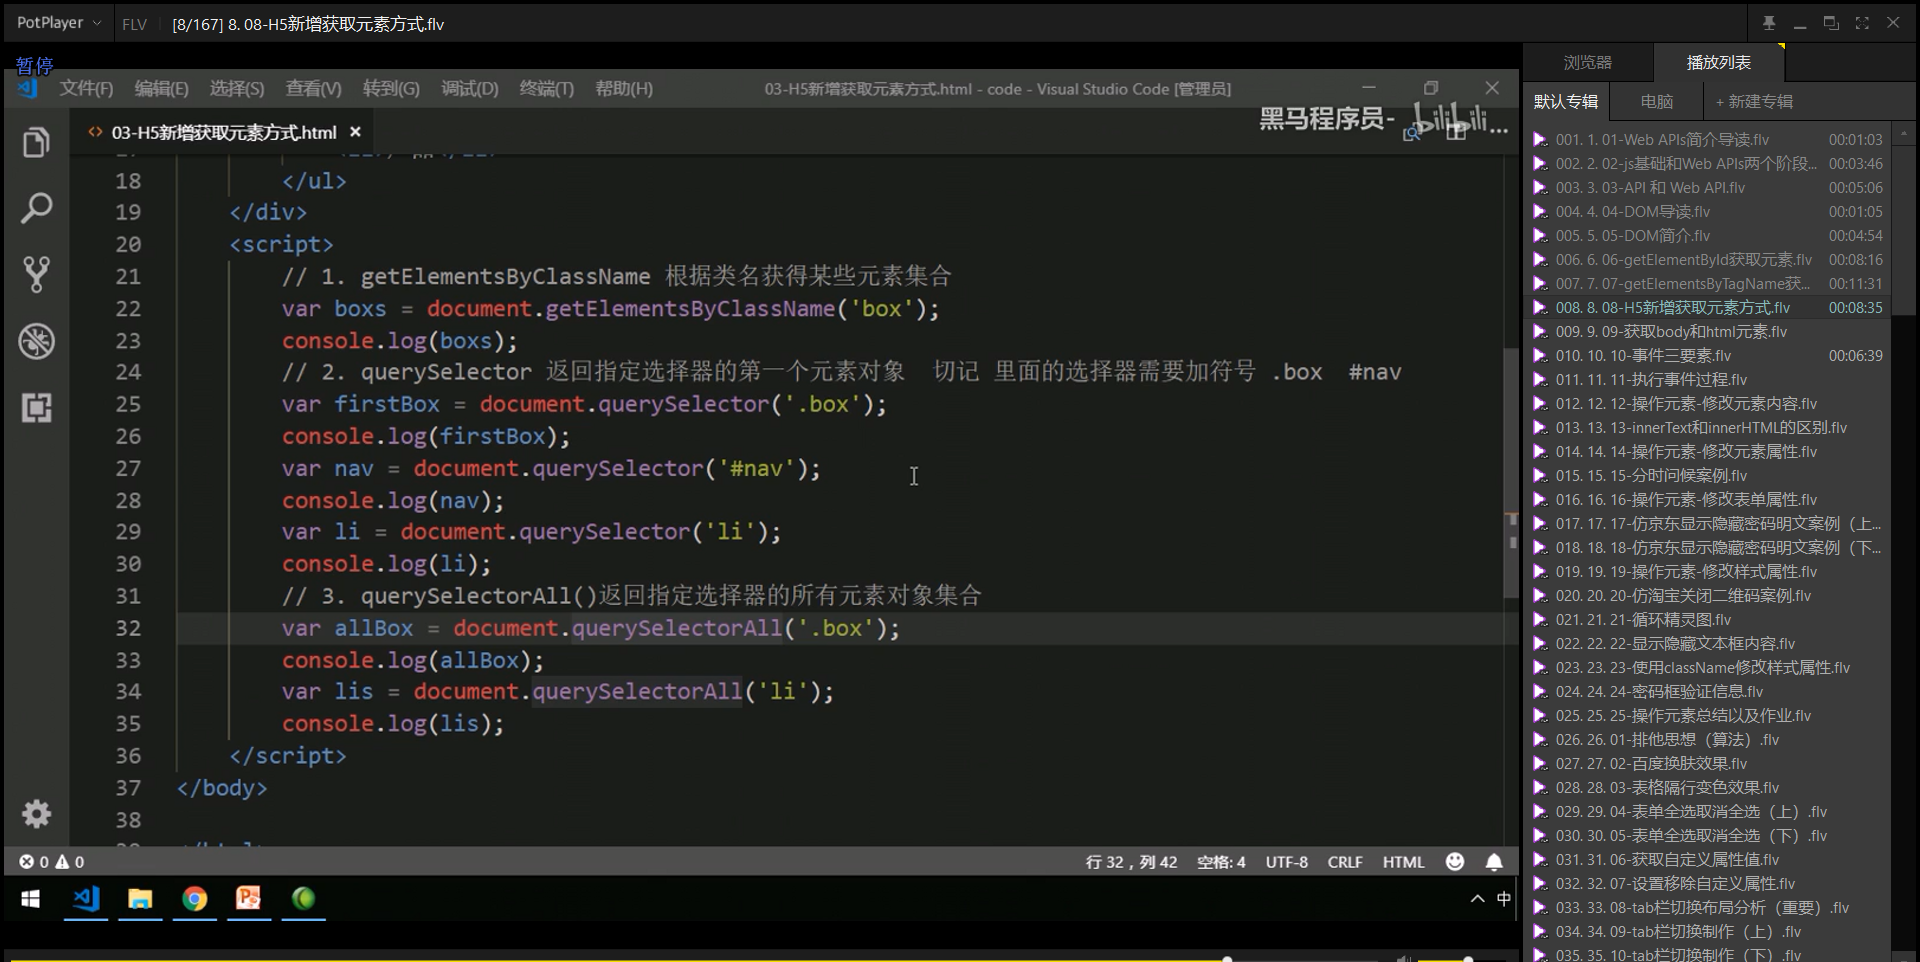 PotPlayer
FLV
[8/167] 8. 08-H5新增获取元素方式.flv
暂停
文件(F) 编辑(E) 选择(S) 查看(V) 转到(G) 调试(D) 终端(T) 帮助(H)
03-H5新增获取元素方式.html - code - Visual Studio Code [管理员]
03-H5新增获取元素方式.html
黑马程序员- bilibili
18 </ul>
19 </div>
20 <script>
21 // 1. getElementsByClassName 根据类名获得某些元素集合
22 var boxs = document.getElementsByClassName('box');
23 console.log(boxs);
24 // 2. querySelector 返回指定选择器的第一个元素对象  切记 里面的选择器需要加符号 .box  #nav
25 var firstBox = document.querySelector('.box');
26 console.log(firstBox);
27 var nav = document.querySelector('#nav');
28 console.log(nav);
29 var li = document.querySelector('li');
30 console.log(li);
31 // 3. querySelectorAll()返回指定选择器的所有元素对象集合
32 var allBox = document.querySelectorAll('.box');
33 console.log(allBox);
34 var lis = document.querySelectorAll('li');
35 console.log(lis);
36 </script>
37 </body>
38
0 0
行 32，列 42 空格: 4 UTF-8 CRLF HTML
中
浏览器 播放列表
默认专辑 电脑 + 新建专辑
001. 1. 01-Web APIs简介导读.flv 00:01:03
002. 2. 02-js基础和Web APIs两个阶段... 00:03:46
003. 3. 03-API 和 Web API.flv 00:05:06
004. 4. 04-DOM导读.flv 00:01:05
005. 5. 05-DOM简介.flv 00:04:54
006. 6. 06-getElementById获取元素.flv 00:08:16
007. 7. 07-getElementsByTagName获... 00:11:31
008. 8. 08-H5新增获取元素方式.flv 00:08:35
009. 9. 09-获取body和html元素.flv
010. 10. 10-事件三要素.flv 00:06:39
011. 11. 11-执行事件过程.flv
012. 12. 12-操作元素-修改元素内容.flv
013. 13. 13-innerText和innerHTML的区别.flv
014. 14. 14-操作元素-修改元素属性.flv
015. 15. 15-分时问候案例.flv
016. 16. 16-操作元素-修改表单属性.flv
017. 17. 17-仿京东显示隐藏密码明文案例（上...
018. 18. 18-仿京东显示隐藏密码明文案例（下...
019. 19. 19-操作元素-修改样式属性.flv
020. 20. 20-仿淘宝关闭二维码案例.flv
021. 21. 21-循环精灵图.flv
022. 22. 22-显示隐藏文本框内容.flv
023. 23. 23-使用className修改样式属性.flv
024. 24. 24-密码框验证信息.flv
025. 25. 25-操作元素总结以及作业.flv
026. 26. 01-排他思想（算法）.flv
027. 27. 02-百度换肤效果.flv
028. 28. 03-表格隔行变色效果.flv
029. 29. 04-表单全选取消全选（上）.flv
030. 30. 05-表单全选取消全选（下）.flv
031. 31. 06-获取自定义属性值.flv
032. 32. 07-设置移除自定义属性.flv
033. 33. 08-tab栏切换布局分析（重要）.flv
034. 34. 09-tab栏切换制作（上）.flv
035. 35. 10-tab栏切换制作（下）.flv